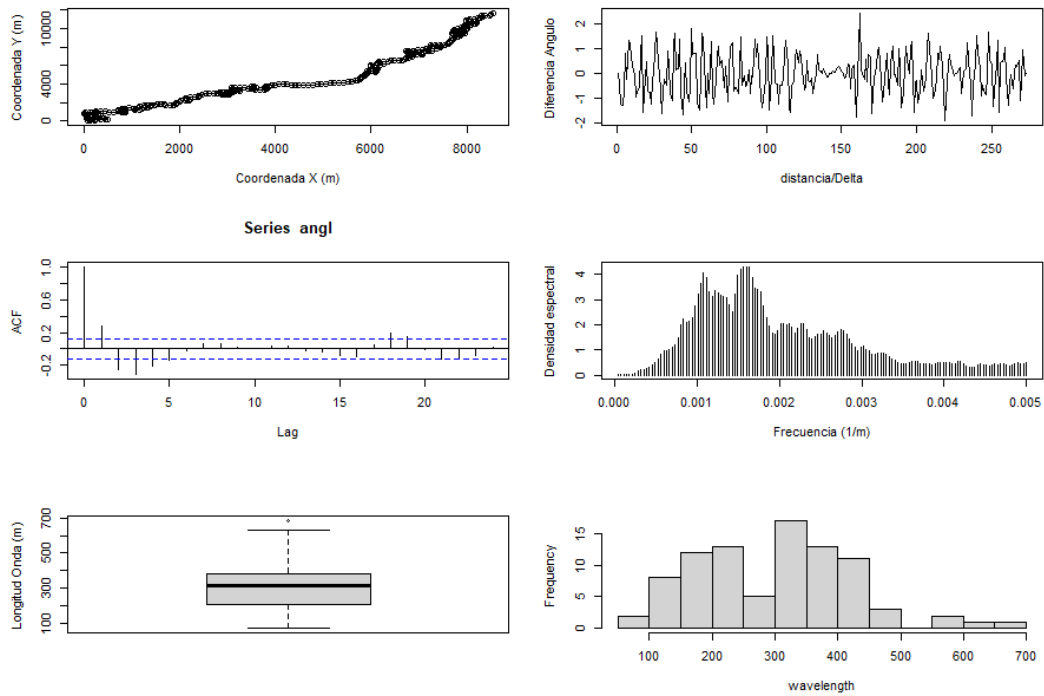 Coordenada Y (m)
0 4000 10000
0 2000 4000 6000 8000
Coordenada X (m)
Diferencia Angulo
-2 -1 0 1 2
0 50 100 150 200 250
distancia/Delta
Series angl
ACF
-0.2 0.2 0.6 1.0
0 5 10 15 20
Lag
Densidad espectral
0 1 2 3 4
0.000 0.001 0.002 0.003 0.004 0.005
Frecuencia (1/m)
Longitud Onda (m)
100 300 500 700
Frequency
0 5 10 15
100 200 300 400 500 600 700
wavelength